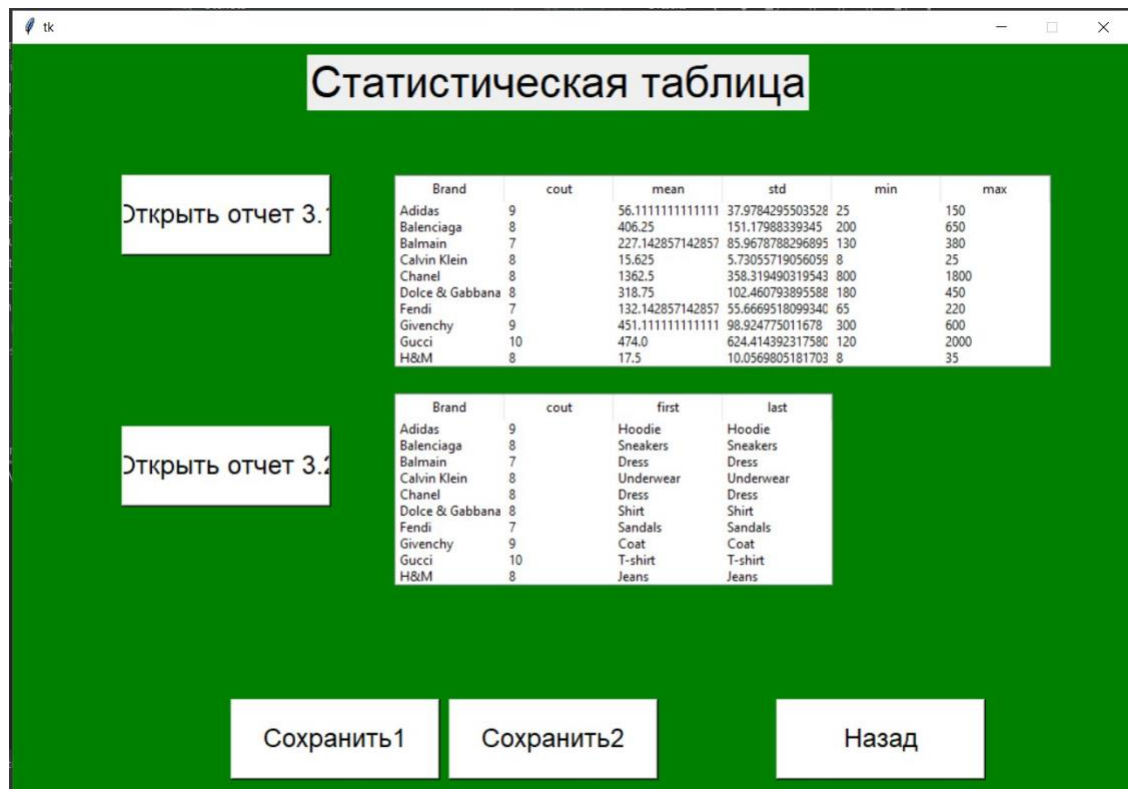 tk
Статистическая таблица
Открыть отчет 3.1
Brand cout mean std min max
Adidas 9 56.1111111111111 37.9784295503528 25 150
Balenciaga 8 406.25 151.17988339345 200 650
Balmain 7 227.142857142857 85.9678788296895 130 380
Calvin Klein 8 15.625 5.73055719056059 8 25
Chanel 8 1362.5 358.319490319543 800 1800
Dolce & Gabbana 8 318.75 102.460793895588 180 450
Fendi 7 132.142857142857 55.6669518099340 65 220
Givenchy 9 451.111111111111 98.924775011678 300 600
Gucci 10 474.0 624.414392317580 120 2000
H&M 8 17.5 10.0569805181703 8 35
Открыть отчет 3.2
Brand cout first last
Adidas 9 Hoodie Hoodie
Balenciaga 8 Sneakers Sneakers
Balmain 7 Dress Dress
Calvin Klein 8 Underwear Underwear
Chanel 8 Dress Dress
Dolce & Gabbana 8 Shirt Shirt
Fendi 7 Sandals Sandals
Givenchy 9 Coat Coat
Gucci 10 T-shirt T-shirt
H&M 8 Jeans Jeans
Сохранить1 Сохранить2 Назад